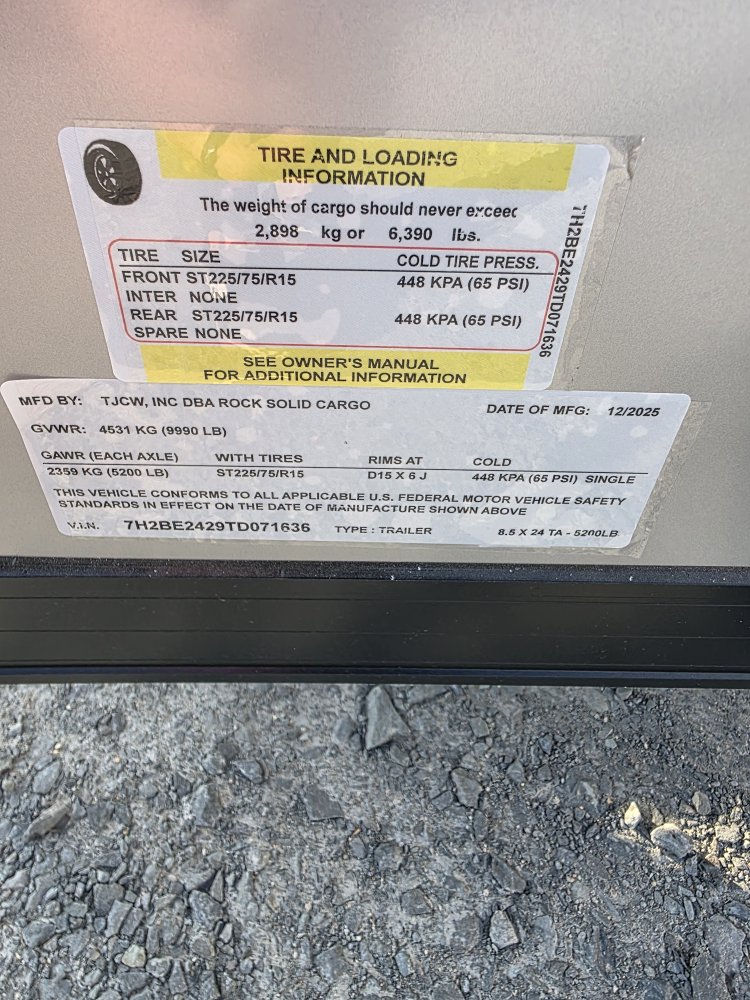 TIRE AND LOADING
INFORMATION
The weight of cargo should never exceed
2,898 kg or 6,390 lbs.
TIRE SIZE COLD TIRE PRESS.
FRONT ST225/75/R15 448 KPA (65 PSI)
INTER NONE
REAR ST225/75/R15 448 KPA (65 PSI)
SPARE NONE
SEE OWNER'S MANUAL
FOR ADDITIONAL INFORMATION
7H2BE2429TD071636
MFD BY: TJCW, INC DBA ROCK SOLID CARGO DATE OF MFG: 12/2025
GVWR: 4531 KG (9990 LB)
GAWR (EACH AXLE) WITH TIRES RIMS AT COLD
2359 KG (5200 LB) ST225/75/R15 D15 X 6 J 448 KPA (65 PSI) SINGLE
THIS VEHICLE CONFORMS TO ALL APPLICABLE U.S. FEDERAL MOTOR VEHICLE SAFETY
STANDARDS IN EFFECT ON THE DATE OF MANUFACTURE SHOWN ABOVE
V.I.N. 7H2BE2429TD071636 TYPE : TRAILER 8.5 X 24 TA - 5200LB